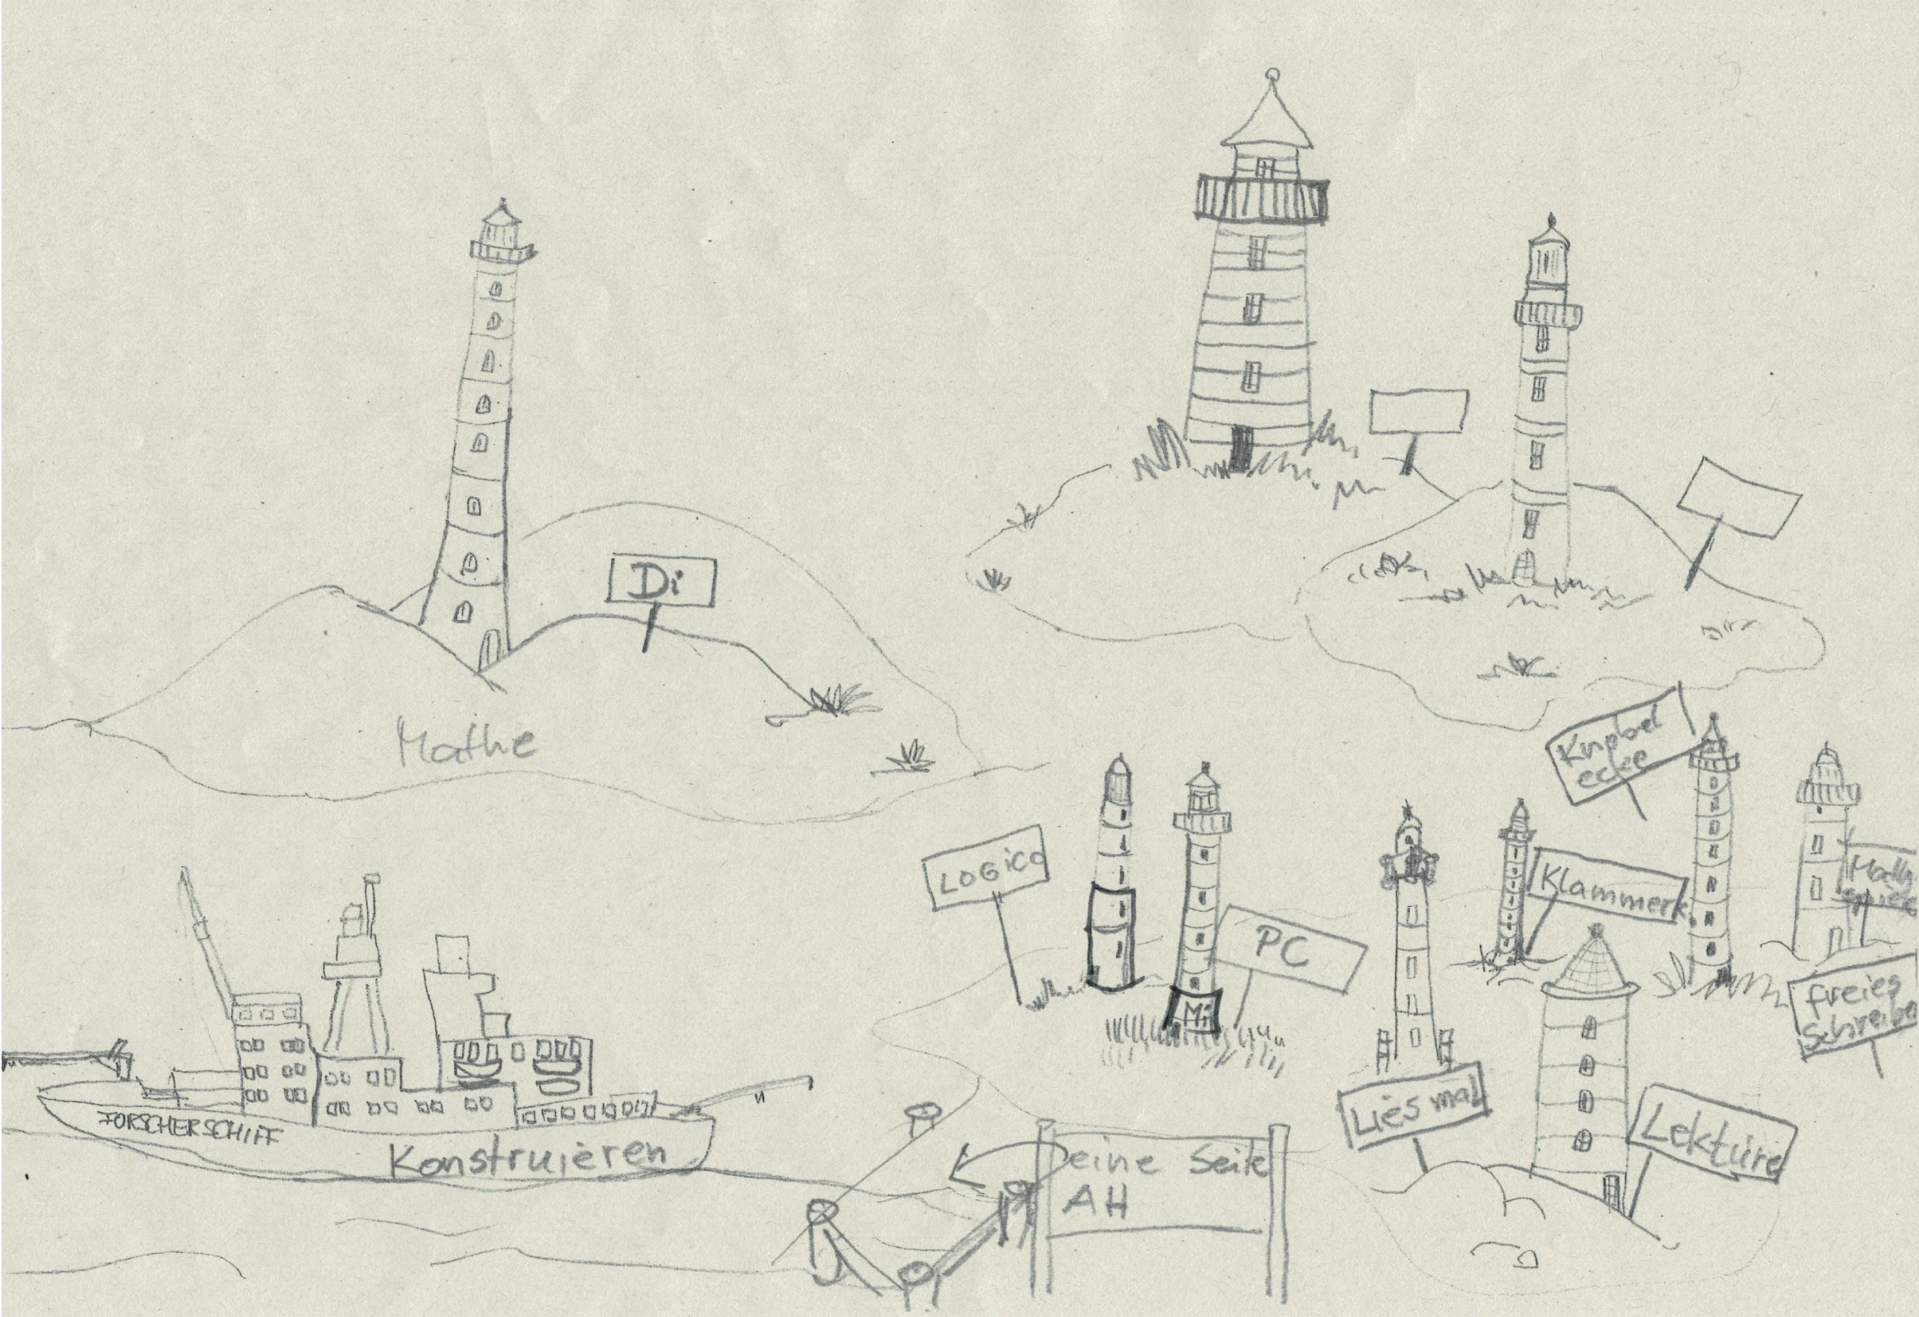 Di
Mathe
Knobel
ecke
LOGICO
Klammerk
PC
Mi
freies
FORSCHERSCHIFF
Konstruieren
Lies mal
Lektüre
Deine Seite
AH